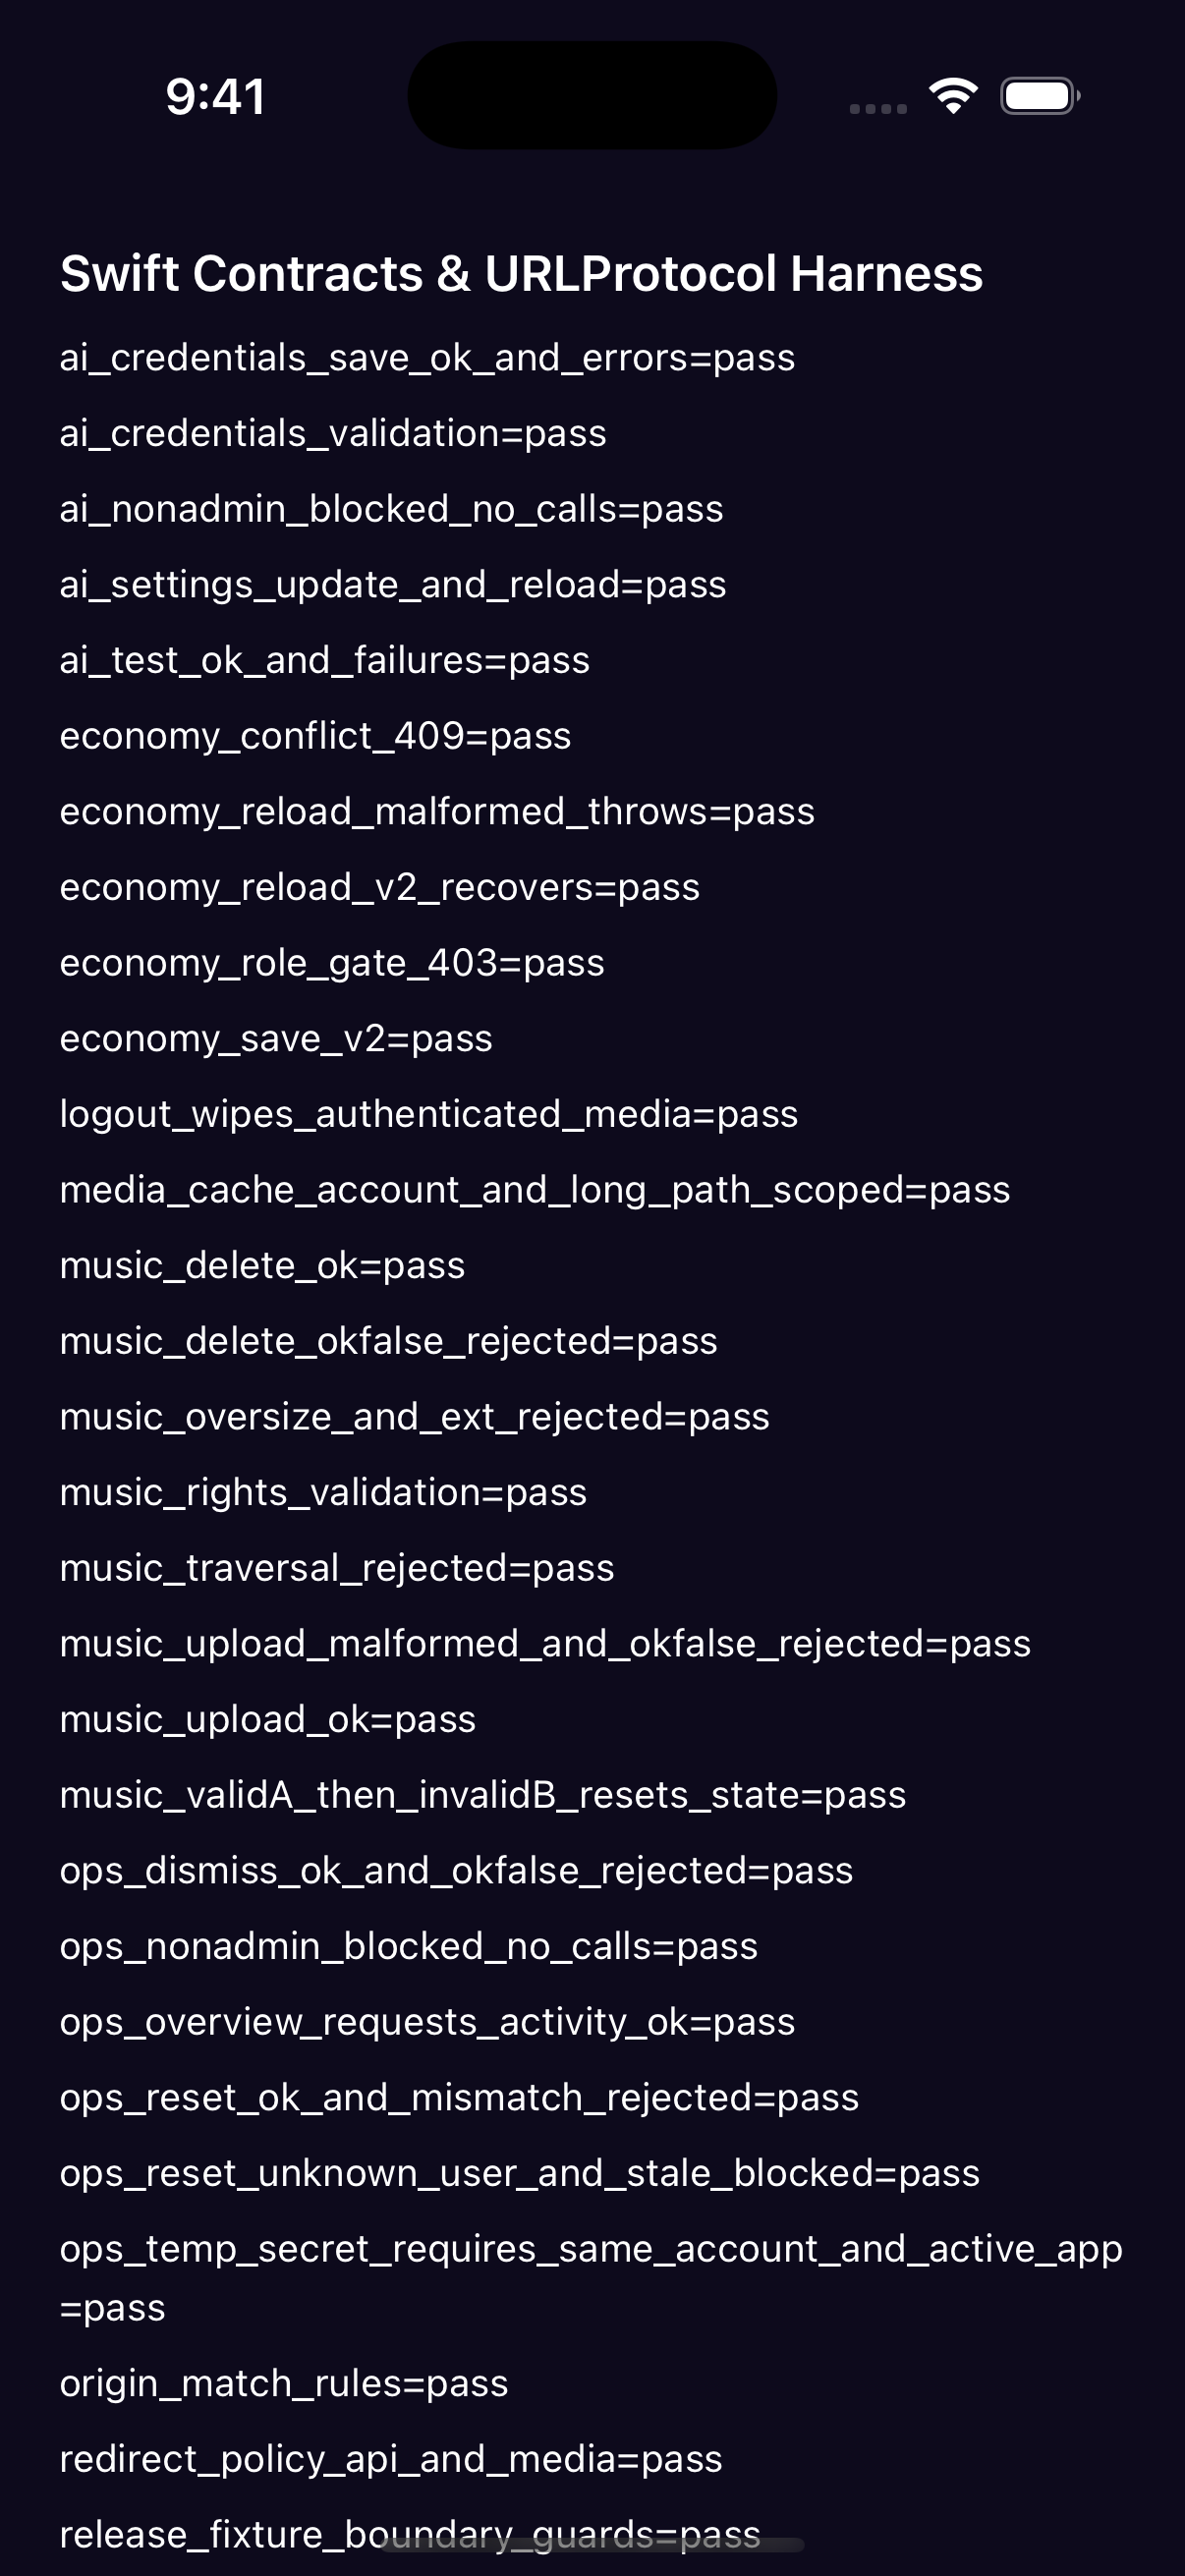 9:41
Swift Contracts & URLProtocol Harness
ai_credentials_save_ok_and_errors=pass
ai_credentials_validation=pass
ai_nonadmin_blocked_no_calls=pass
ai_settings_update_and_reload=pass
ai_test_ok_and_failures=pass
economy_conflict_409=pass
economy_reload_malformed_throws=pass
economy_reload_v2_recovers=pass
economy_role_gate_403=pass
economy_save_v2=pass
logout_wipes_authenticated_media=pass
media_cache_account_and_long_path_scoped=pass
music_delete_ok=pass
music_delete_okfalse_rejected=pass
music_oversize_and_ext_rejected=pass
music_rights_validation=pass
music_traversal_rejected=pass
music_upload_malformed_and_okfalse_rejected=pass
music_upload_ok=pass
music_validA_then_invalidB_resets_state=pass
ops_dismiss_ok_and_okfalse_rejected=pass
ops_nonadmin_blocked_no_calls=pass
ops_overview_requests_activity_ok=pass
ops_reset_ok_and_mismatch_rejected=pass
ops_reset_unknown_user_and_stale_blocked=pass
ops_temp_secret_requires_same_account_and_active_app
=pass
origin_match_rules=pass
redirect_policy_api_and_media=pass
release_fixture_boundary_guards=pass